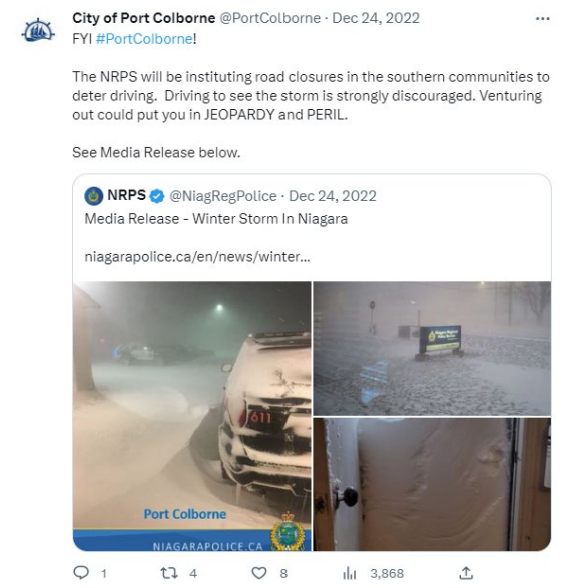 City of Port Colborne @PortColborne · Dec 24, 2022
FYI #PortColborne!
The NRPS will be instituting road closures in the southern communities to
deter driving.  Driving to see the storm is strongly discouraged. Venturing
out could put you in JEOPARDY and PERIL.
See Media Release below.
NRPS @NiagRegPolice · Dec 24, 2022
Media Release - Winter Storm In Niagara
niagarapolice.ca/en/news/winter...
611
Port Colborne
NIAGARAPOLICE.CA
1 4 8 3,868